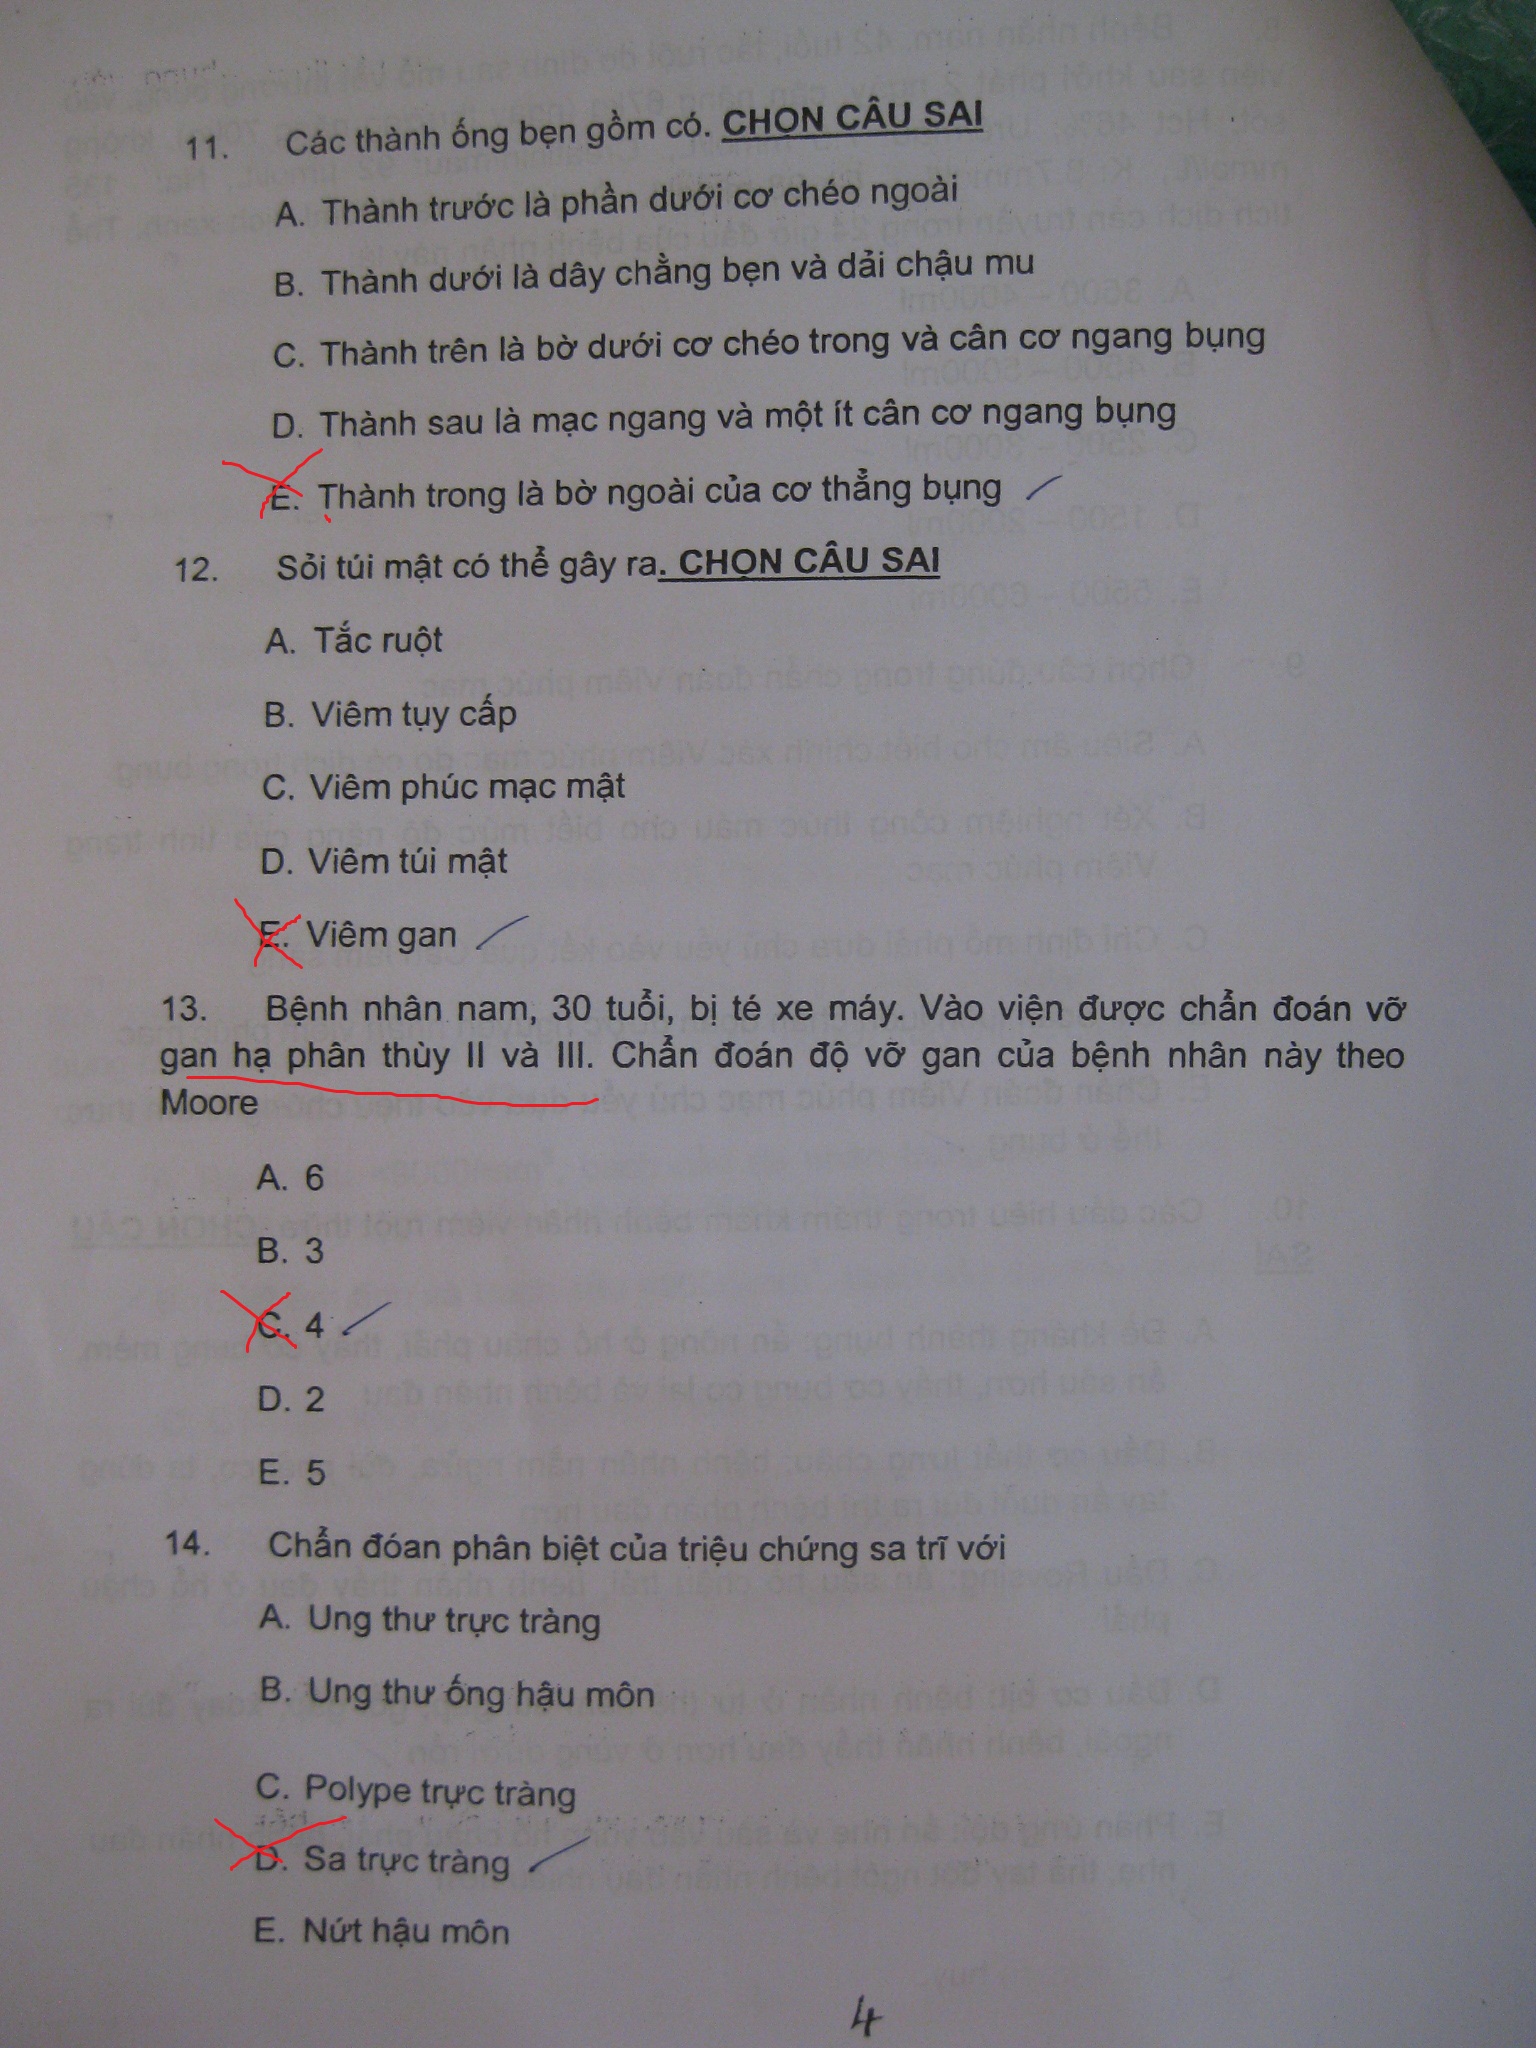 11. Các thành ống bẹn gồm có. CHỌN CÂU SAI
A. Thành trước là phần dưới cơ chéo ngoài
B. Thành dưới là dây chằng bẹn và dải chậu mu
C. Thành trên là bờ dưới cơ chéo trong và cân cơ ngang bụng
D. Thành sau là mạc ngang và một ít cân cơ ngang bụng
E. Thành trong là bờ ngoài của cơ thẳng bụng
12. Sỏi túi mật có thể gây ra. CHỌN CÂU SAI
A. Tắc ruột
B. Viêm tụy cấp
C. Viêm phúc mạc mật
D. Viêm túi mật
E. Viêm gan
13. Bệnh nhân nam, 30 tuổi, bị té xe máy. Vào viện được chẩn đoán vỡ
gan hạ phân thùy II và III. Chẩn đoán độ vỡ gan của bệnh nhân này theo
Moore
A. 6
B. 3
C. 4
D. 2
E. 5
14. Chẩn đóan phân biệt của triệu chứng sa trĩ với
A. Ung thư trực tràng
B. Ung thư ống hậu môn
C. Polype trực tràng
D. Sa trực tràng
E. Nứt hậu môn
4